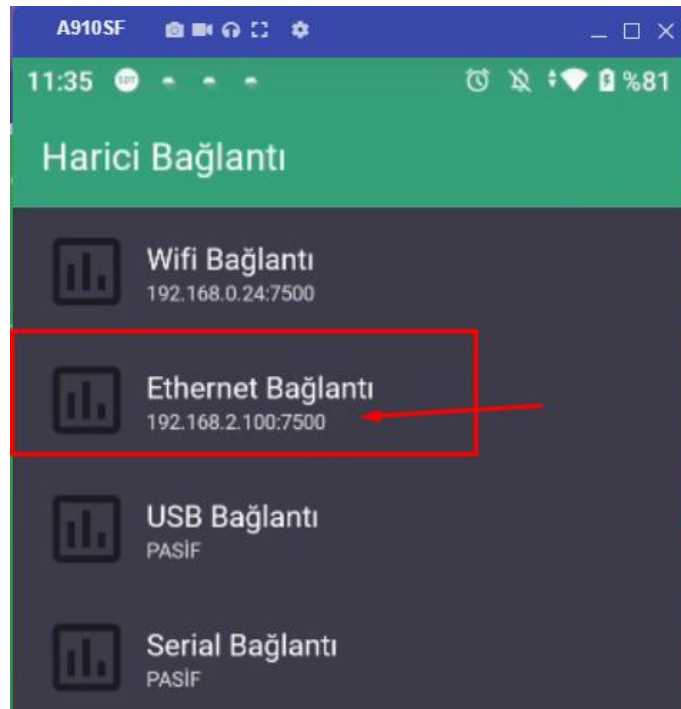 A910SF
11:35 %81
Harici Bağlantı
Wifi Bağlantı
192.168.0.24:7500
Ethernet Bağlantı
192.168.2.100:7500
USB Bağlantı
PASİF
Serial Bağlantı
PASİF